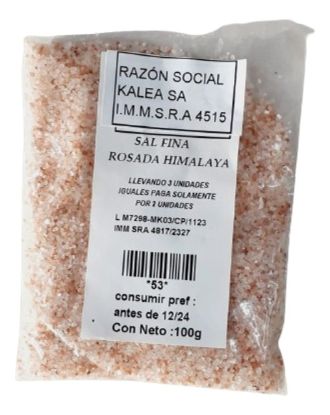 RAZÓN SOCIAL
KALEA SA
I.M.M.S.R.A 4515
SAL FINA
ROSADA HIMALAYA
LLEVANDO 3 UNIDADES
IGUALES PAGA SOLAMENTE
POR 2 UNIDADES
L M7298-MK03/CP/1123
IMM SRA 4817/2327
*53*
consumir pref :
antes de 12/24
Con Neto :100g